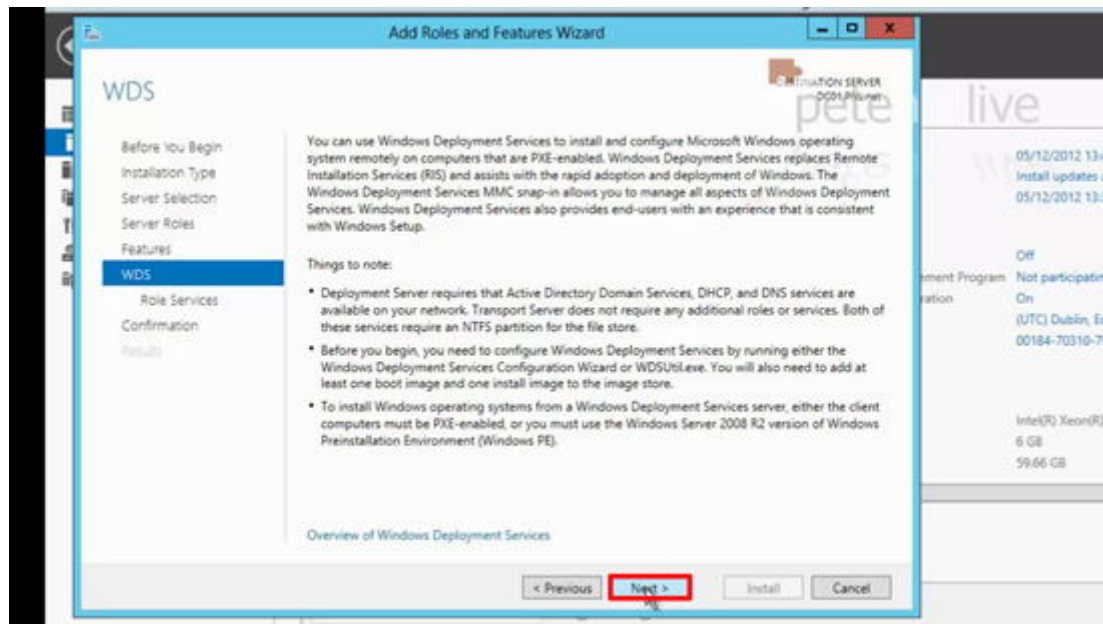 Add Roles and Features Wizard
WDS
DC01.PNL.net
pete live
Before You Begin
Installation Type
Server Selection
Server Roles
Features
WDS
Role Services
Confirmation
Results
You can use Windows Deployment Services to install and configure Microsoft Windows operating
system remotely on computers that are PXE-enabled. Windows Deployment Services replaces Remote
Installation Services (RIS) and assists with the rapid adoption and deployment of Windows. The
Windows Deployment Services MMC snap-in allows you to manage all aspects of Windows Deployment
Services. Windows Deployment Services also provides end-users with an experience that is consistent
with Windows Setup.
Things to note:
• Deployment Server requires that Active Directory Domain Services, DHCP, and DNS services are
available on your network. Transport Server does not require any additional roles or services. Both of
these services require an NTFS partition for the file store.
• Before you begin, you need to configure Windows Deployment Services by running either the
Windows Deployment Services Configuration Wizard or WDSUtil.exe. You will also need to add at
least one boot image and one install image to the image store.
• To install Windows operating systems from a Windows Deployment Services server, either the client
computers must be PXE-enabled, or you must use the Windows Server 2008 R2 version of Windows
Preinstallation Environment (Windows PE).
Overview of Windows Deployment Services
< Previous
Next >
Install
Cancel
05/12/2012 13:
Install updates
05/12/2012 13:
Off
Program Not participatin
On
(UTC) Dublin, E
00184-70310-7
Intel(R) Xeon(R)
6 GB
59.66 GB